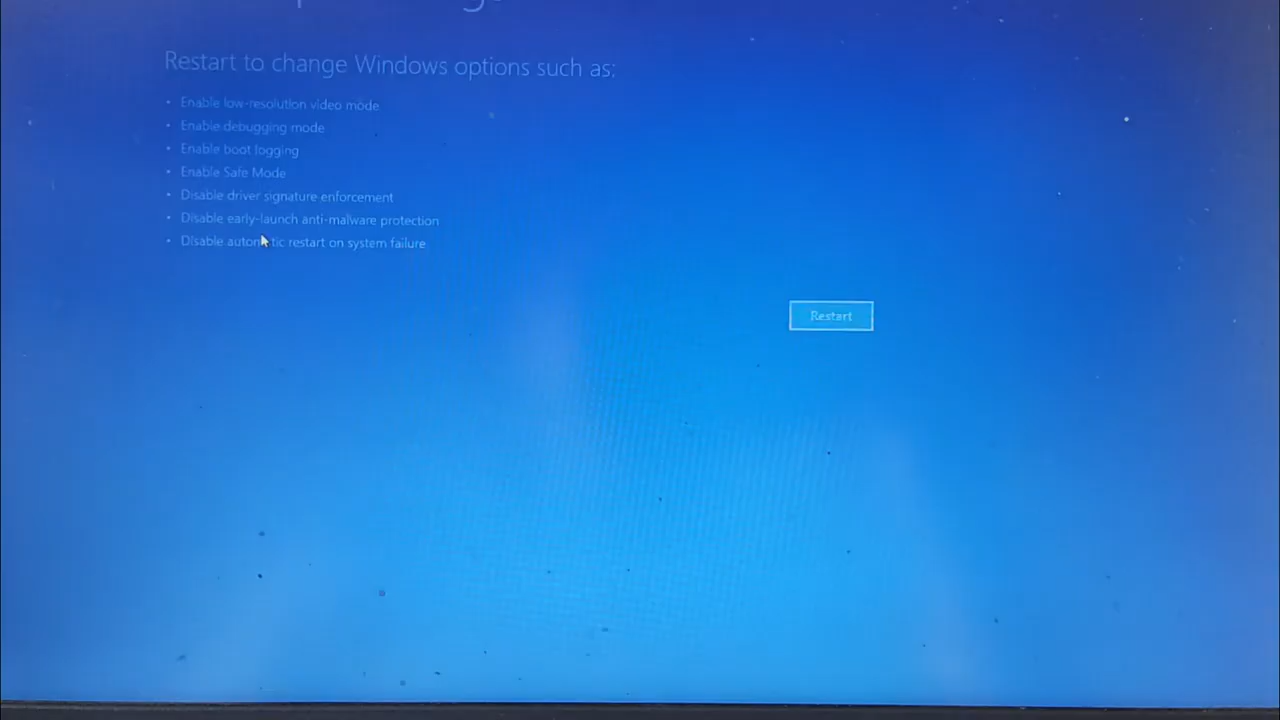 Restart to change Windows options such as:
• Enable low-resolution video mode
• Enable debugging mode
• Enable boot logging
• Enable Safe Mode
• Disable driver signature enforcement
• Disable early-launch anti-malware protection
• Disable automatic restart on system failure
Restart